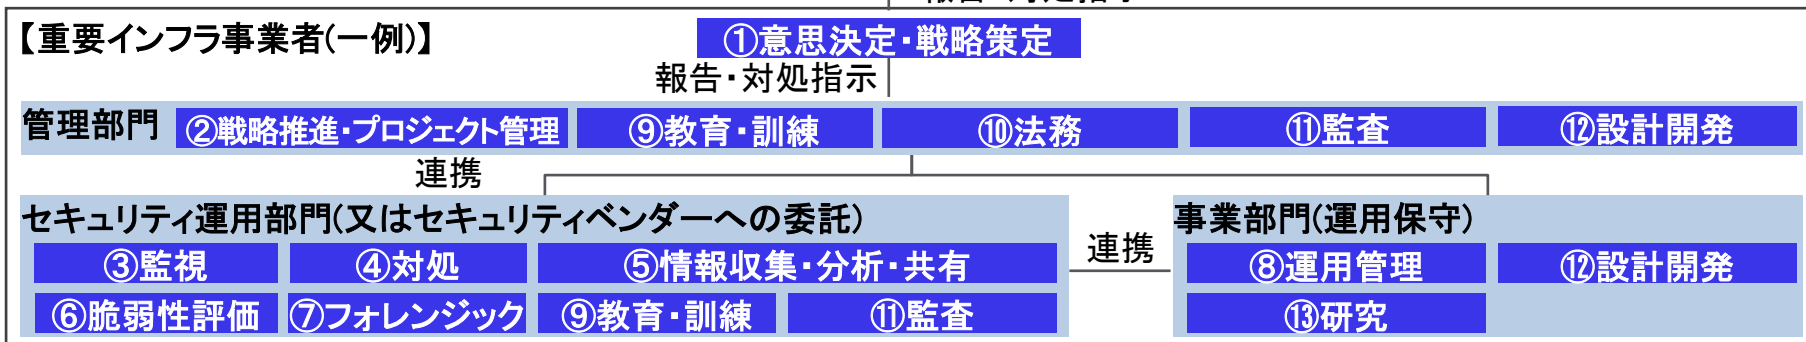 【重要インフラ事業者(一例)】
①意思決定・戦略策定
報告・対処指示
管理部門
②戦略推進・プロジェクト管理
⑨教育・訓練
⑩法務
⑪監査
⑫設計開発
連携
セキュリティ運用部門(又はセキュリティベンダーへの委託)
③監視
④対処
⑤情報収集・分析・共有
⑥脆弱性評価
⑦フォレンジック
⑨教育・訓練
⑪監査
連携
事業部門(運用保守)
⑧運用管理
⑫設計開発
⑬研究